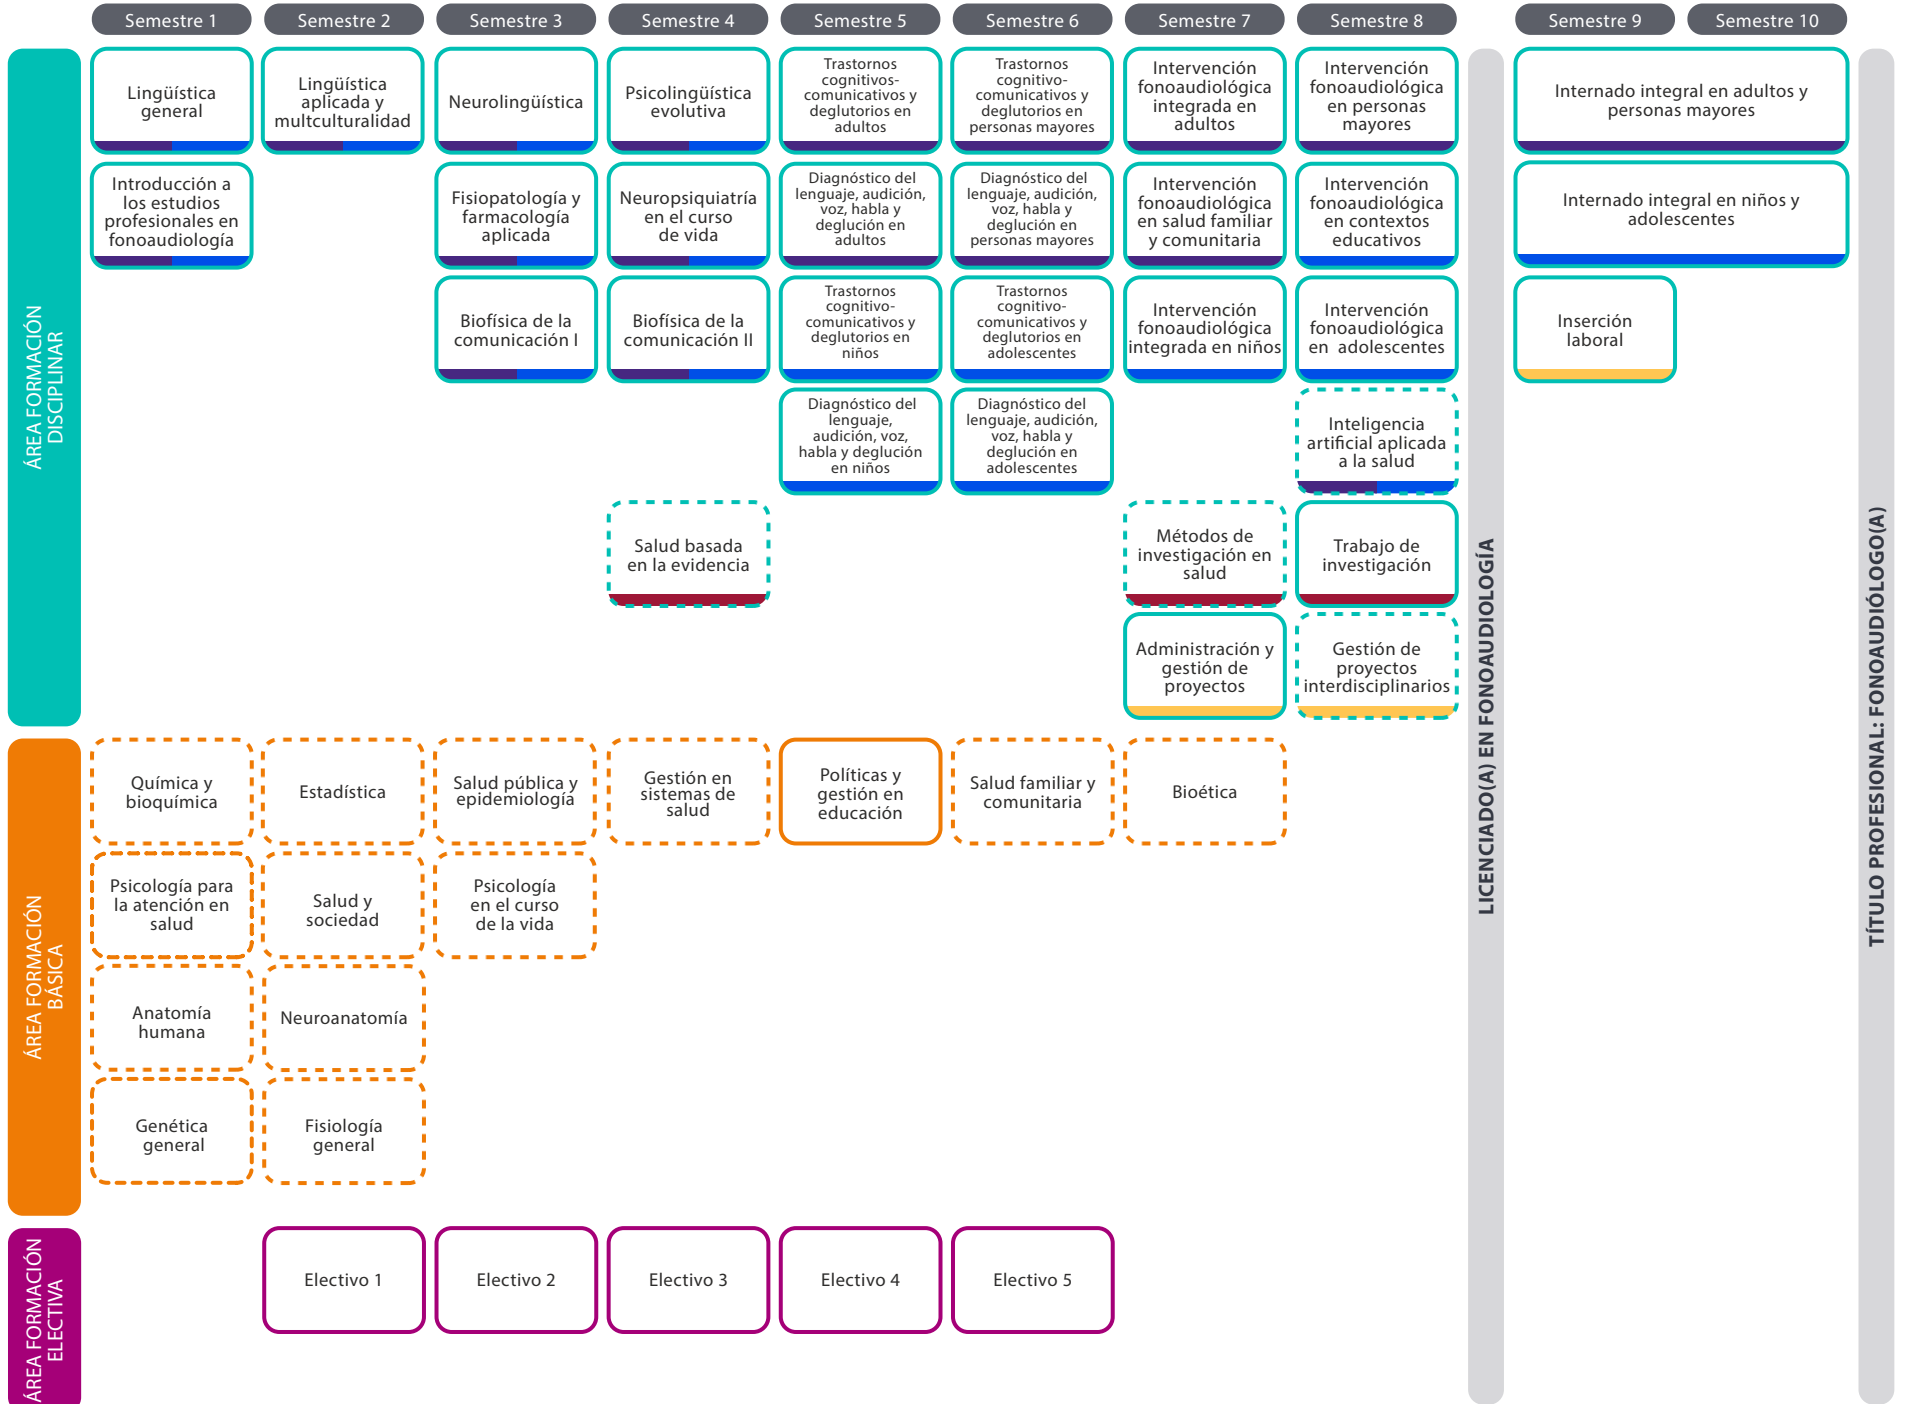 Semestre 1
Semestre 2
Semestre 3
Semestre 4
Semestre 5
Semestre 6
Semestre 7
Semestre 8
Semestre 9
Semestre 10
ÁREA FORMACIÓN
DISCIPLINAR
Lingüística
general
Lingüística
aplicada y
multculturalidad
Neurolingüística
Psicolingüística
evolutiva
Trastornos
cognitivos-
comunicativos y
deglutorios en
adultos
Trastornos
cognitivo-
comunicativos y
deglutorios en
personas mayores
Intervención
fonoaudiológica
integrada en
adultos
Intervención
fonoaudiológica
en personas
mayores
Internado integral en adultos y
personas mayores
Introducción a
los estudios
profesionales en
fonoaudiología
Fisiopatología y
farmacología
aplicada
Neuropsiquiatría
en el curso
de vida
Diagnóstico del
lenguaje, audición,
voz, habla y
deglución en
adultos
Diagnóstico del
lenguaje, audición,
voz, habla y
deglución en
personas mayores
Intervención
fonoaudiológica
en salud familiar
y comunitaria
Intervención
fonoaudiológica
en contextos
educativos
Internado integral en niños y
adolescentes
Biofísica de la
comunicación I
Biofísica de la
comunicación II
Trastornos
cognitivo-
comunicativos y
deglutorios en
niños
Trastornos
cognitivo-
comunicativos y
deglutorios en
adolescentes
Intervención
fonoaudiológica
integrada en niños
Intervención
fonoaudiológica
en adolescentes
Inserción
laboral
Diagnóstico del
lenguaje,
audición, voz,
habla y deglución
en niños
Diagnóstico del
lenguaje, audición,
voz, habla y
deglución en
adolescentes
Inteligencia
artificial aplicada
a la salud
Salud basada
en la evidencia
Métodos de
investigación en
salud
Trabajo de
investigación
Administración y
gestión de
proyectos
Gestión de
proyectos
interdisciplinarios
LICENCIADO(A) EN FONOAUDIOLOGÍA
TÍTULO PROFESIONAL: FONOAUDIÓLOGO(A)
ÁREA FORMACIÓN
BÁSICA
Química y
bioquímica
Estadística
Salud pública y
epidemiología
Gestión en
sistemas de
salud
Políticas y
gestión en
educación
Salud familiar y
comunitaria
Bioética
Psicología para
la atención en
salud
Salud y
sociedad
Psicología
en el curso
de la vida
Anatomía
humana
Neuroanatomía
Genética
general
Fisiología
general
ÁREA FORMACIÓN
ELECTIVA
Electivo 1
Electivo 2
Electivo 3
Electivo 4
Electivo 5